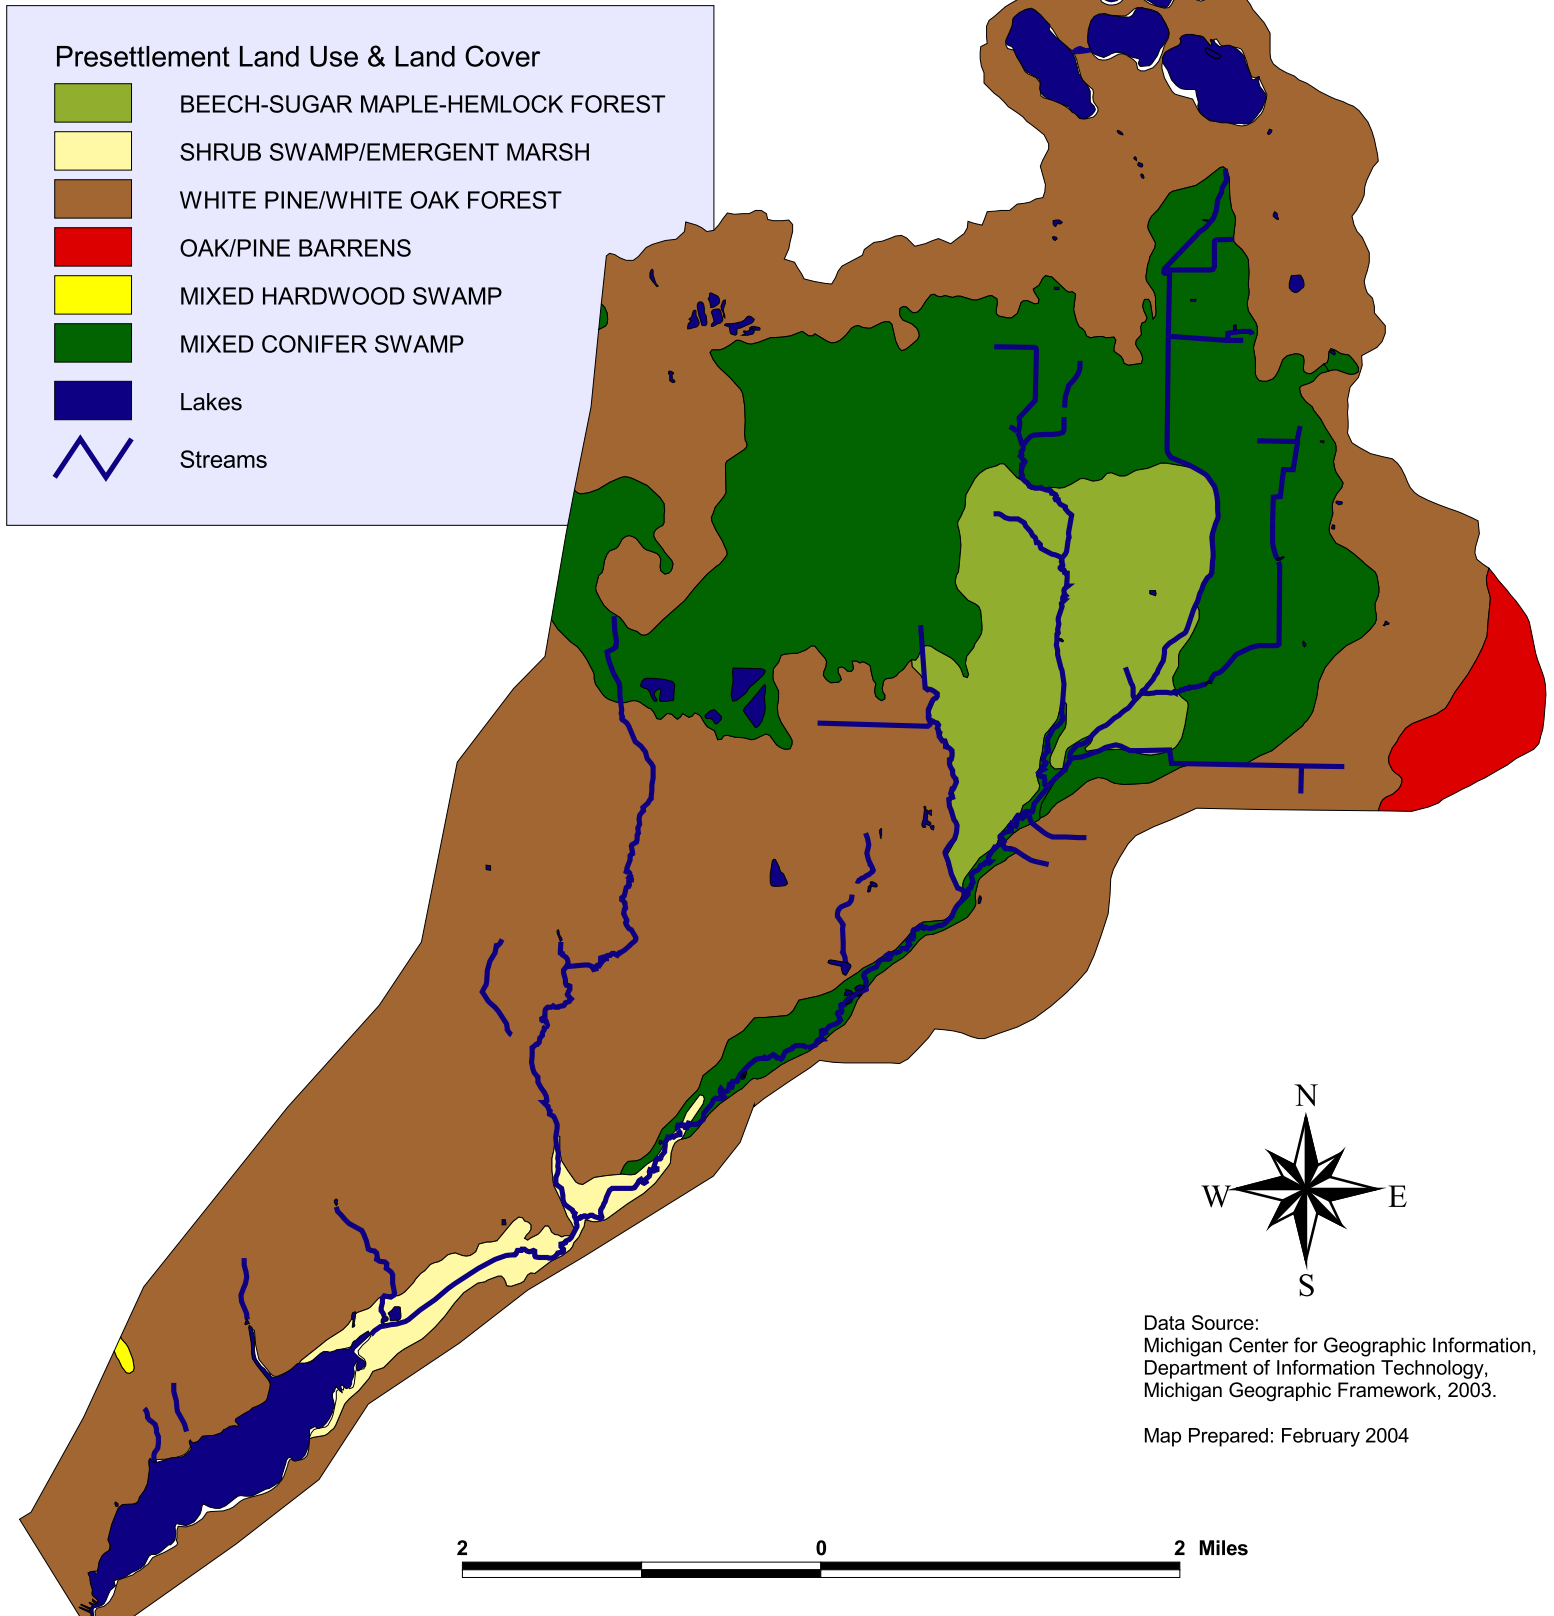 Presettlement Land Use & Land Cover
BEECH-SUGAR MAPLE-HEMLOCK FOREST
SHRUB SWAMP/EMERGENT MARSH
WHITE PINE/WHITE OAK FOREST
OAK/PINE BARRENS
MIXED HARDWOOD SWAMP
MIXED CONIFER SWAMP
Lakes
Streams
N
W E
S
Data Source:
Michigan Center for Geographic Information,
Department of Information Technology,
Michigan Geographic Framework, 2003.
Map Prepared: February 2004
2 0 2 Miles